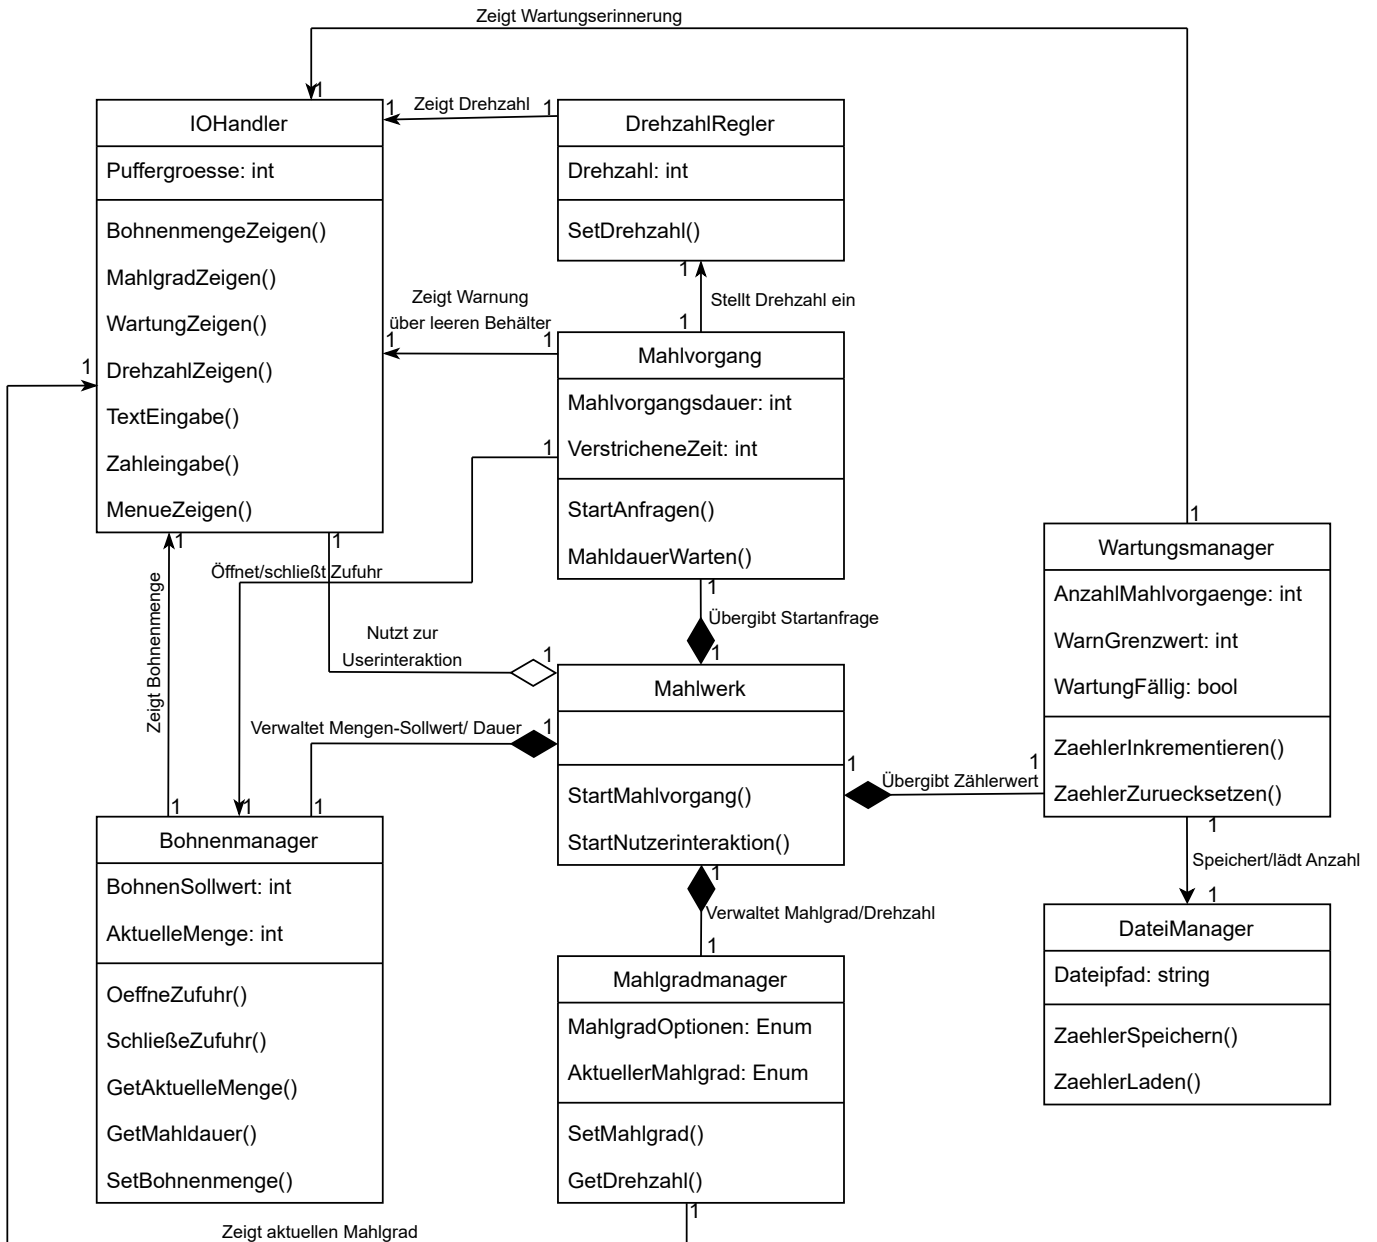 Zeigt Wartungserinnerung
1
IOHandler
Puffergroesse: int
BohnenmengeZeigen()
MahlgradZeigen()
WartungZeigen()
DrehzahlZeigen()
TextEingabe()
Zahleingabe()
MenueZeigen()
1
Zeigt Drehzahl
1
DrehzahlRegler
Drehzahl: int
SetDrehzahl()
1
Stellt Drehzahl ein
1
Zeigt Warnung
über leeren Behälter
1
1
Mahlvorgang
Mahlvorgangsdauer: int
VerstricheneZeit: int
StartAnfragen()
MahldauerWarten()
1
1
1
1
Öffnet/schließt Zufuhr
1
Übergibt Startanfrage
1
Nutzt zur
Userinteraktion
1
Zeigt Bohnenmenge
Mahlwerk
StartMahlvorgang()
StartNutzerinteraktion()
Verwaltet Mengen-Sollwert/ Dauer
1
1
1
1
1
Übergibt Zählerwert
1
1
Wartungsmanager
AnzahlMahlvorgaenge: int
WarnGrenzwert: int
WartungFällig: bool
ZaehlerInkrementieren()
ZaehlerZuruecksetzen()
1
Speichert/lädt Anzahl
1
Bohnenmanager
BohnenSollwert: int
AktuelleMenge: int
OeffneZufuhr()
SchließeZufuhr()
GetAktuelleMenge()
GetMahldauer()
SetBohnenmenge()
1
Verwaltet Mahlgrad/Drehzahl
1
Mahlgradmanager
MahlgradOptionen: Enum
AktuellerMahlgrad: Enum
SetMahlgrad()
GetDrehzahl()
1
DateiManager
Dateipfad: string
ZaehlerSpeichern()
ZaehlerLaden()
Zeigt aktuellen Mahlgrad